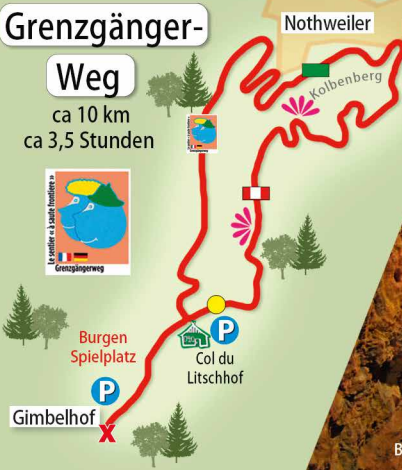 Grenzgänger-
Weg
ca 10 km
ca 3,5 Stunden
Nothweiler
Kolbenberg
Le sentier « à saute frontière »
Grenzgängerweg
Burgen
Spielplatz
P
Col du
Litschhof
P
Gimbelhof
X
B